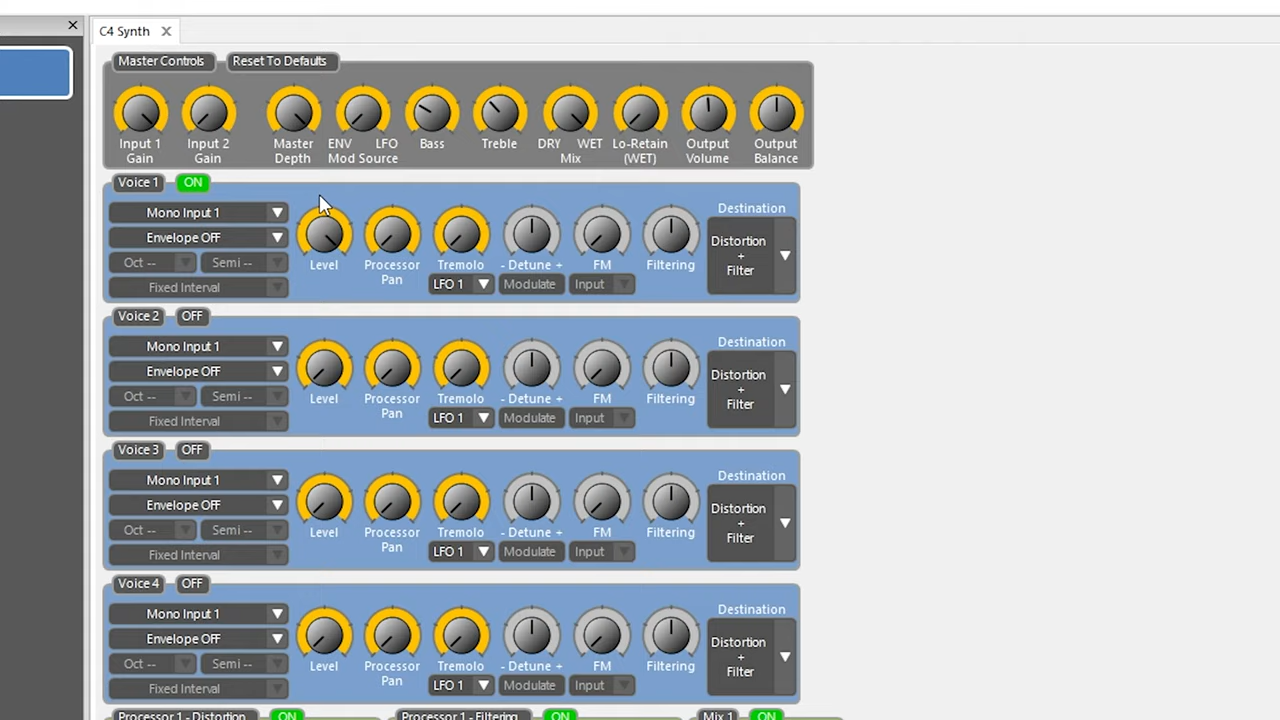 C4 Synth
Master Controls Reset To Defaults
Input 1 Gain Input 2 Gain Master Depth ENV LFO Mod Source Bass Treble DRY WET Mix Lo-Retain (WET) Output Volume Output Balance
Voice 1 ON
Mono Input 1
Envelope OFF
Oct -- Semi --
Fixed Interval
Level Processor Pan Tremolo - Detune + FM Filtering
LFO 1 Modulate Input
Destination
Distortion
+
Filter
Voice 2 OFF
Mono Input 1
Envelope OFF
Oct -- Semi --
Fixed Interval
Level Processor Pan Tremolo - Detune + FM Filtering
LFO 1 Modulate Input
Destination
Distortion
+
Filter
Voice 3 OFF
Mono Input 1
Envelope OFF
Oct -- Semi --
Fixed Interval
Level Processor Pan Tremolo - Detune + FM Filtering
LFO 1 Modulate Input
Destination
Distortion
+
Filter
Voice 4 OFF
Mono Input 1
Envelope OFF
Oct -- Semi --
Fixed Interval
Level Processor Pan Tremolo - Detune + FM Filtering
LFO 1 Modulate Input
Destination
Distortion
+
Filter
Processor 1 - Distortion ON Processor 1 - Filtering ON Mix 1 ON